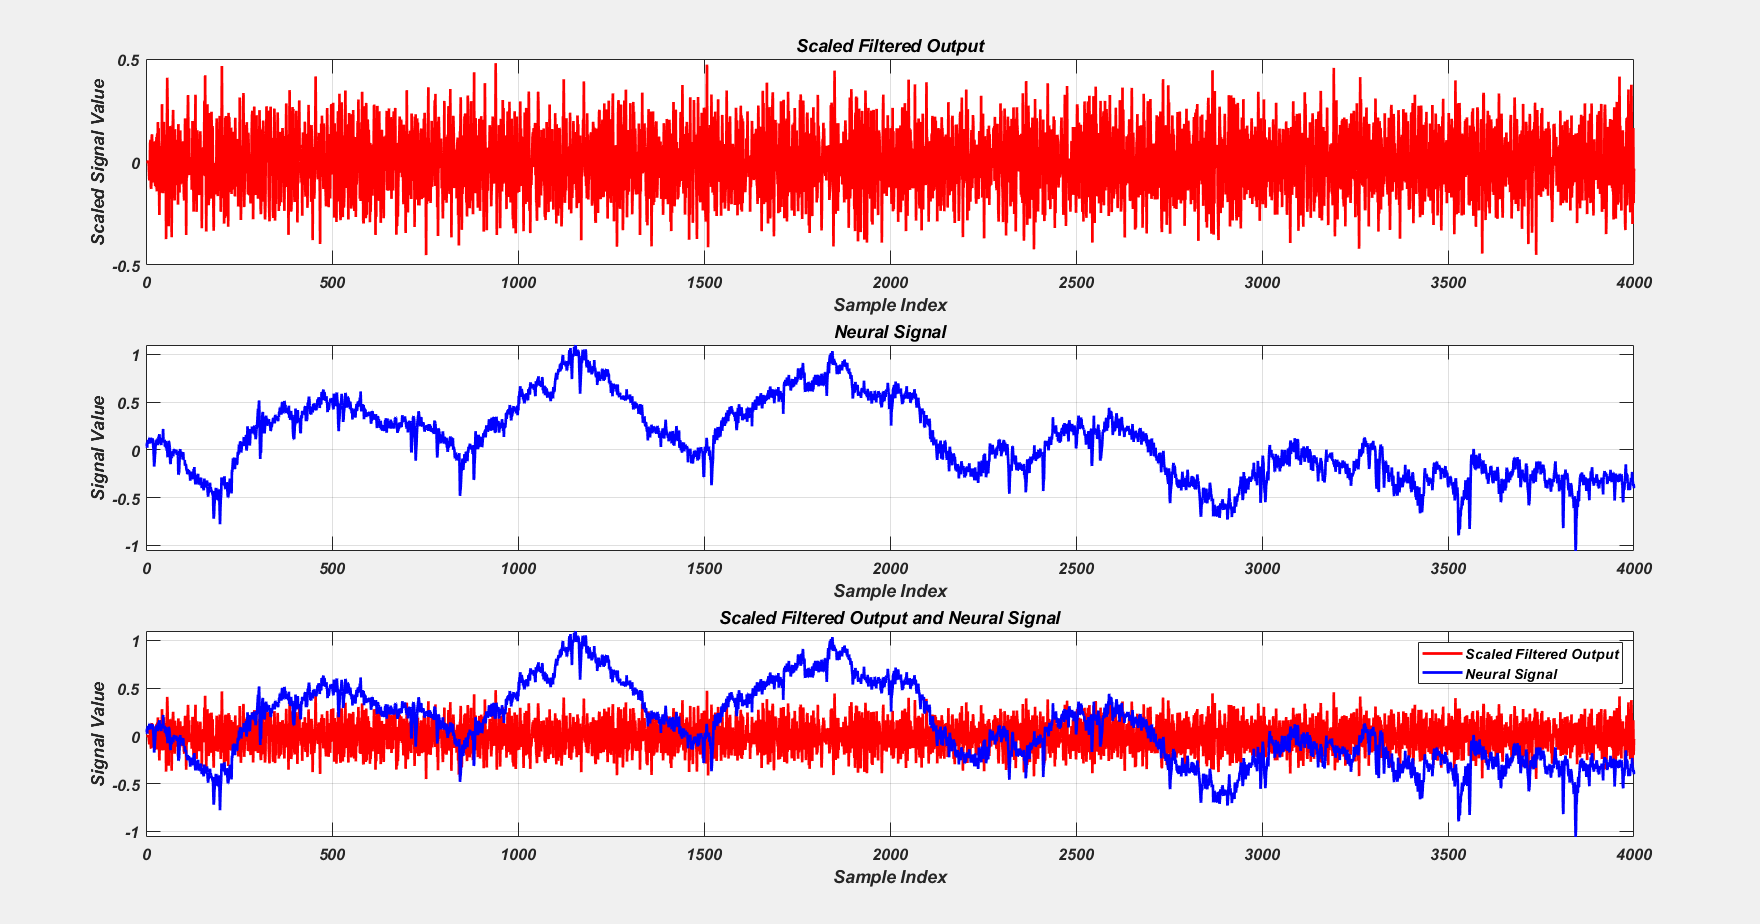 Scaled Filtered Output
Scaled Signal Value
0.5
0
-0.5
0 500 1000 1500 2000 2500 3000 3500 4000
Sample Index
Neural Signal
Signal Value
1
0.5
0
-0.5
-1
0 500 1000 1500 2000 2500 3000 3500 4000
Sample Index
Scaled Filtered Output and Neural Signal
Signal Value
1
0.5
0
-0.5
-1
Scaled Filtered Output
Neural Signal
0 500 1000 1500 2000 2500 3000 3500 4000
Sample Index